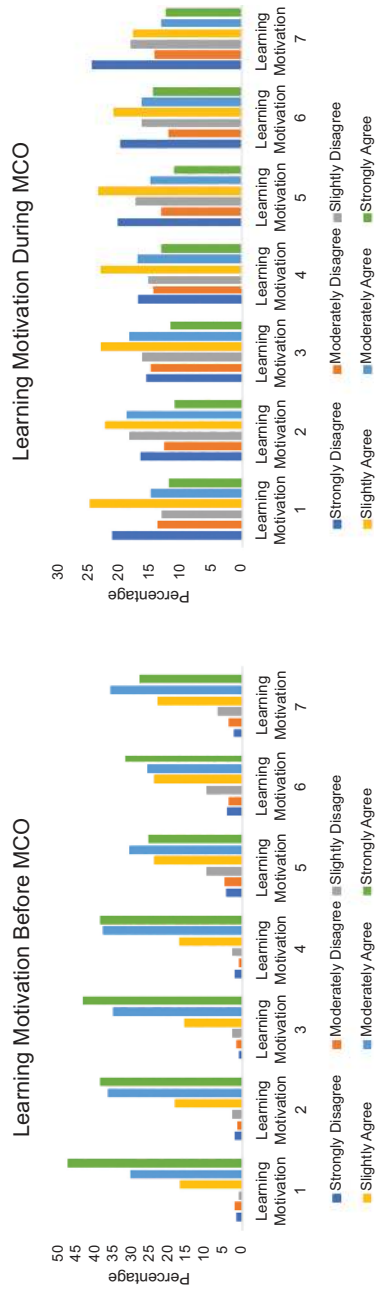 Learning Motivation Before MCO
Percentage
50
45
40
35
30
25
20
15
10
5
0
Learning Motivation 1
Learning Motivation 2
Learning Motivation 3
Learning Motivation 4
Learning Motivation 5
Learning Motivation 6
Learning Motivation 7
Strongly Disagree
Moderately Disagree
Slightly Disagree
Slightly Agree
Moderately Agree
Strongly Agree
Learning Motivation During MCO
Percentage
30
25
20
15
10
5
0
Learning Motivation 1
Learning Motivation 2
Learning Motivation 3
Learning Motivation 4
Learning Motivation 5
Learning Motivation 6
Learning Motivation 7
Strongly Disagree
Moderately Disagree
Slightly Disagree
Slightly Agree
Moderately Agree
Strongly Agree